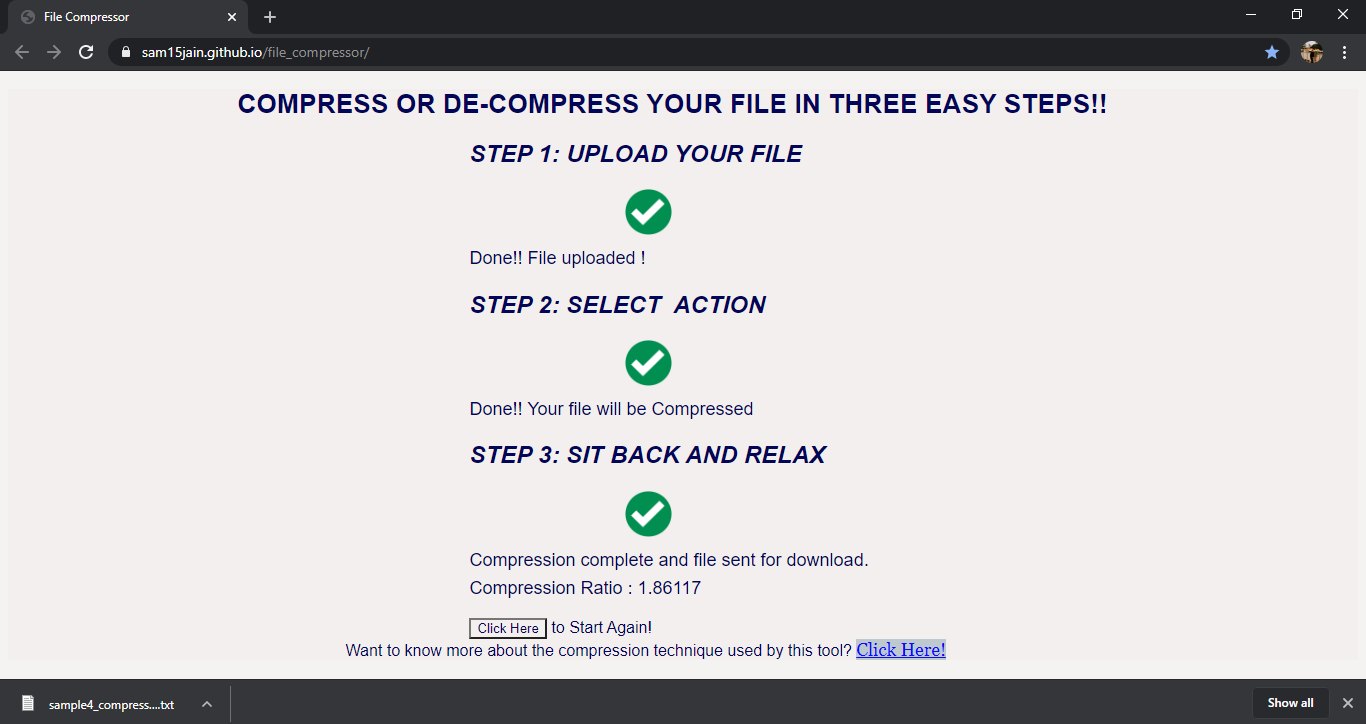 File Compressor
sam15jain.github.io/file_compressor/
COMPRESS OR DE-COMPRESS YOUR FILE IN THREE EASY STEPS!!
STEP 1: UPLOAD YOUR FILE
Done!! File uploaded !
STEP 2: SELECT  ACTION
Done!! Your file will be Compressed
STEP 3: SIT BACK AND RELAX
Compression complete and file sent for download.
Compression Ratio : 1.86117
Click Here to Start Again!
Want to know more about the compression technique used by this tool? Click Here!
sample4_compress....txt
Show all